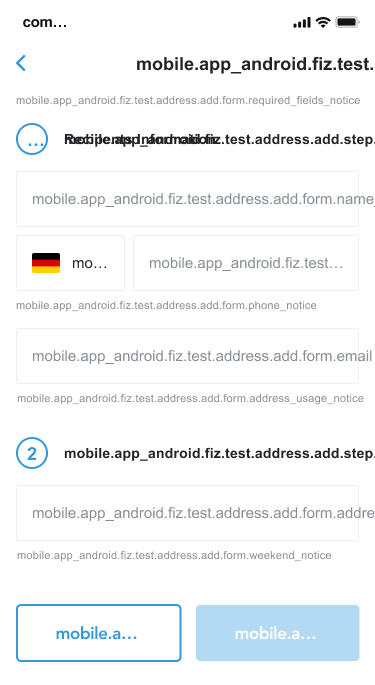 com...
mobile.app_android.fiz.test.
mobile.app_android.fiz.test.address.add.form.required_fields_notice
... mobile.app_android.fiz.test.address.add.step.
mobile.app_android.fiz.test.address.add.form.name_
mo... mobile.app_android.fiz.test...
mobile.app_android.fiz.test.address.add.form.phone_notice
mobile.app_android.fiz.test.address.add.form.email
mobile.app_android.fiz.test.address.add.form.address_usage_notice
2 mobile.app_android.fiz.test.address.add.step.
mobile.app_android.fiz.test.address.add.form.addre
mobile.app_android.fiz.test.address.add.form.weekend_notice
mobile.a... mobile.a...